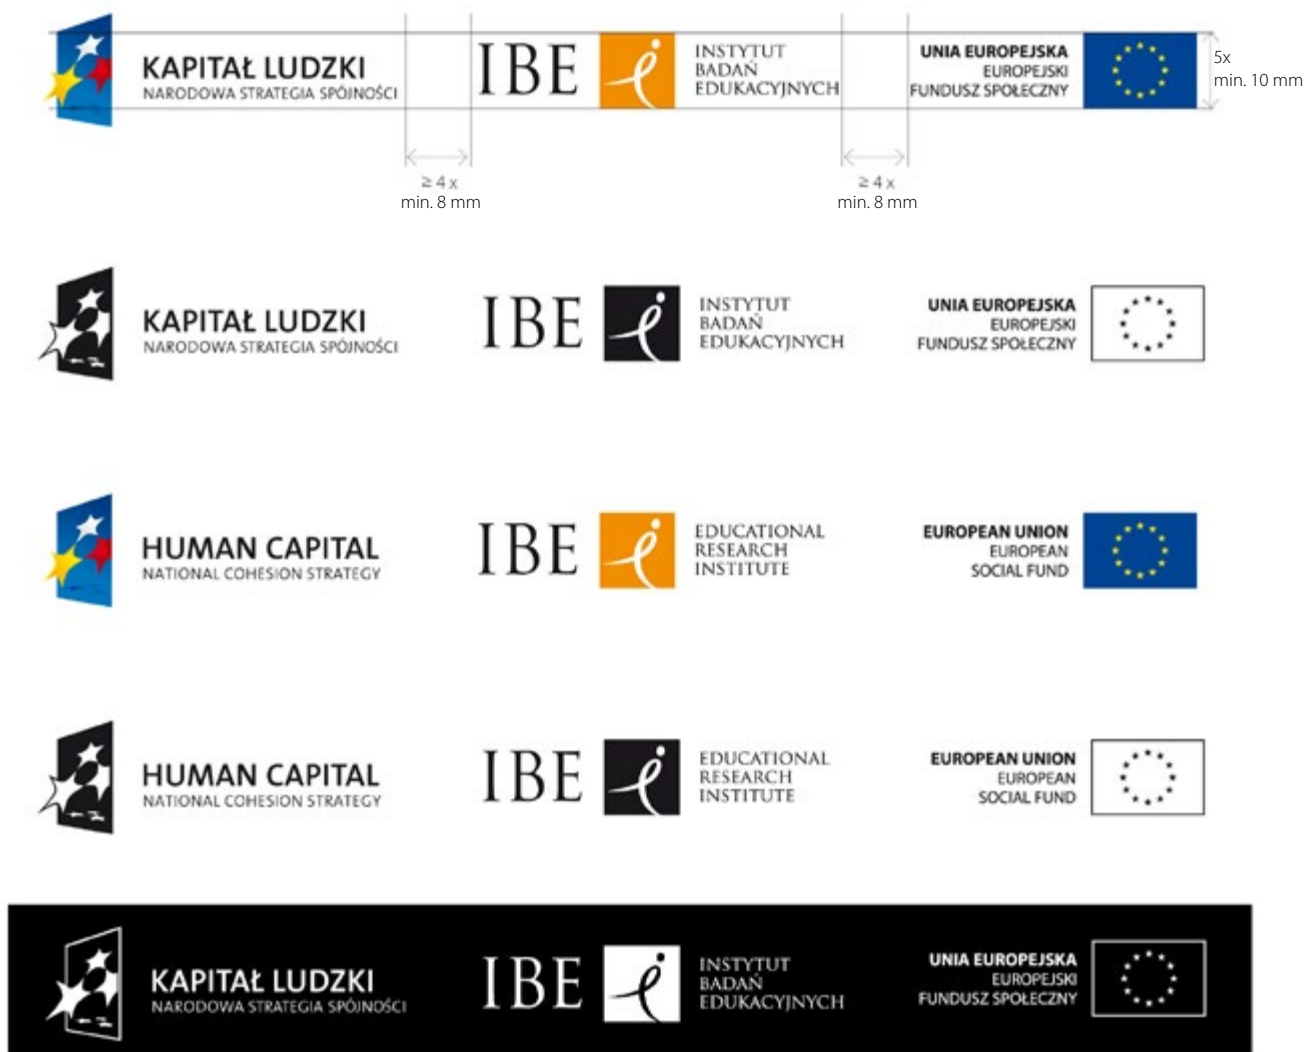 KAPITAŁ LUDZKI
NARODOWA STRATEGIA SPÓJNOŚCI
IBE
INSTYTUT
BADAŃ
EDUKACYJNYCH
UNIA EUROPEJSKA
EUROPEJSKI
FUNDUSZ SPOŁECZNY
5x
min. 10 mm
≥ 4 x
min. 8 mm
≥ 4 x
min. 8 mm
KAPITAŁ LUDZKI
NARODOWA STRATEGIA SPÓJNOŚCI
IBE
INSTYTUT
BADAŃ
EDUKACYJNYCH
UNIA EUROPEJSKA
EUROPEJSKI
FUNDUSZ SPOŁECZNY
HUMAN CAPITAL
NATIONAL COHESION STRATEGY
IBE
EDUCATIONAL
RESEARCH
INSTITUTE
EUROPEAN UNION
EUROPEAN
SOCIAL FUND
HUMAN CAPITAL
NATIONAL COHESION STRATEGY
IBE
EDUCATIONAL
RESEARCH
INSTITUTE
EUROPEAN UNION
EUROPEAN
SOCIAL FUND
KAPITAŁ LUDZKI
NARODOWA STRATEGIA SPÓJNOŚCI
IBE
INSTYTUT
BADAŃ
EDUKACYJNYCH
UNIA EUROPEJSKA
EUROPEJSKI
FUNDUSZ SPOŁECZNY